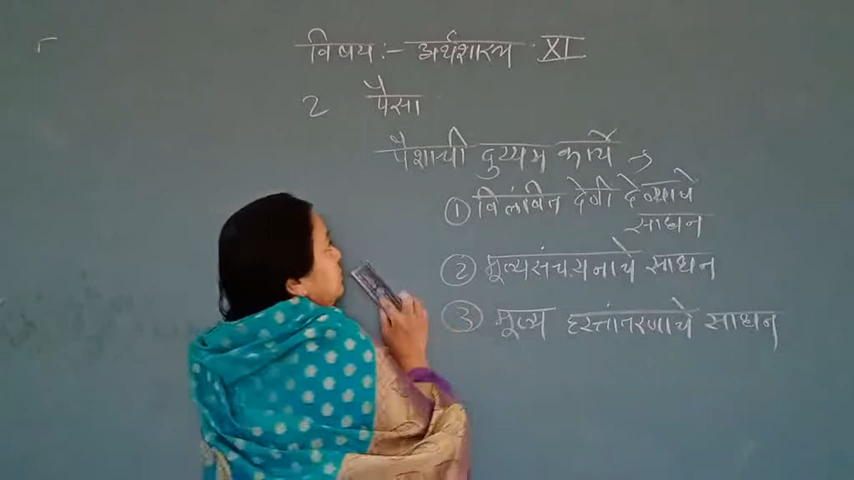 विषय :- अर्थशास्त्र XI
2 पैसा
पैशाची दुय्यम कार्ये →
① विलंबित देणी देण्याचे
साधन
② मूल्यसंचयनाचे साधन
③ मूल्य हस्तांतरणाचे साधन